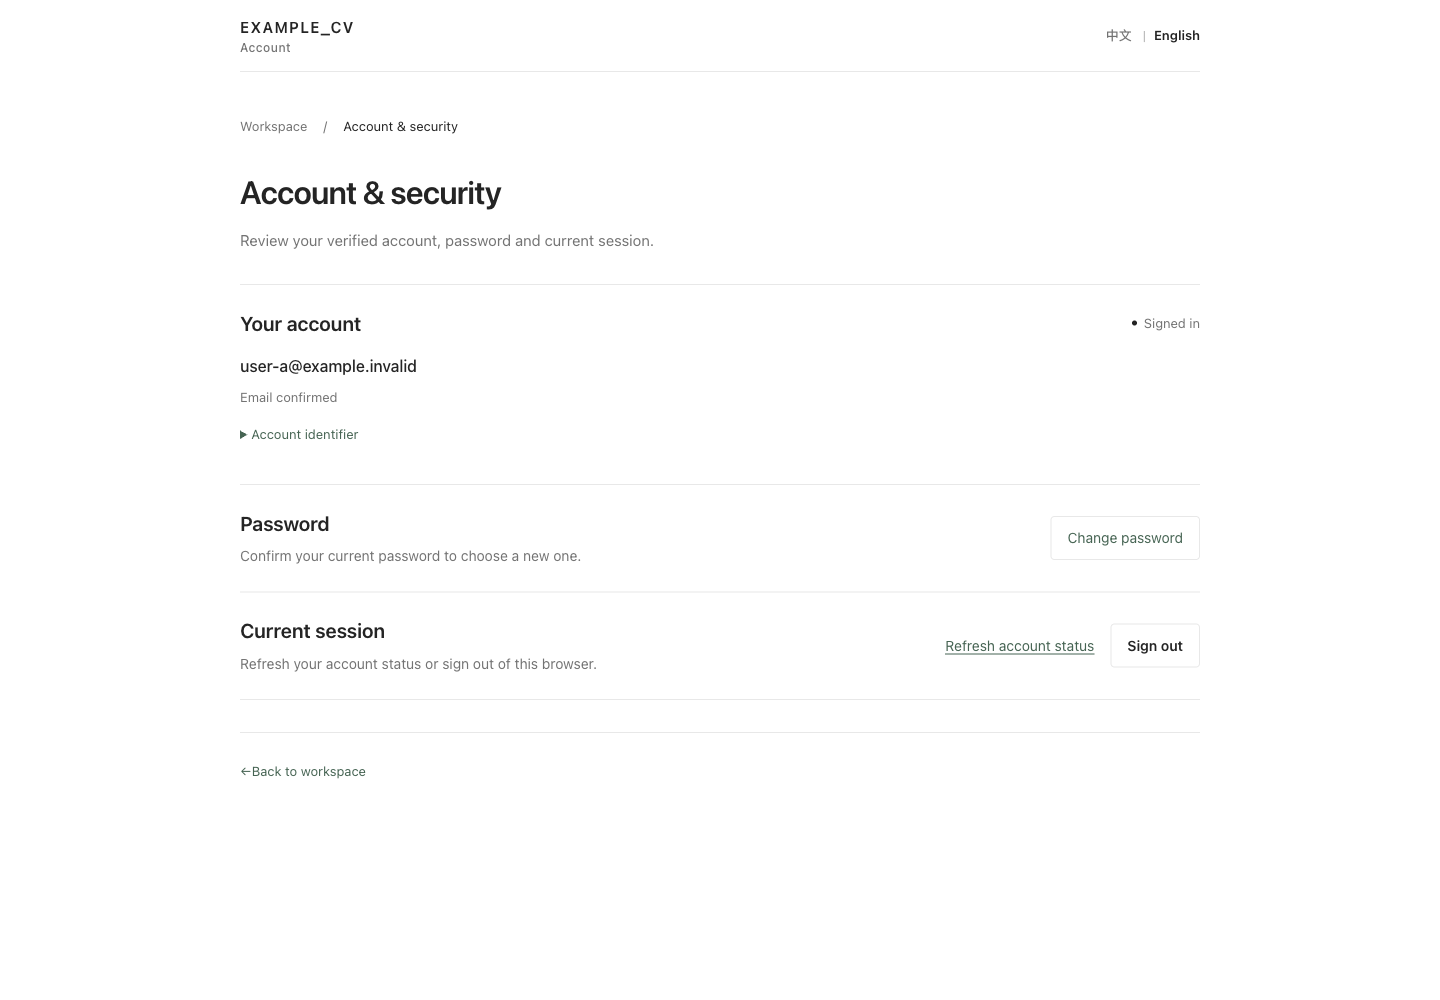 EXAMPLE_CV
Account
中文 | English
Workspace / Account & security
Account & security
Review your verified account, password and current session.
Your account
• Signed in
user-a@example.invalid
Email confirmed
▶ Account identifier
Password
Confirm your current password to choose a new one.
Change password
Current session
Refresh your account status or sign out of this browser.
Refresh account status
Sign out
←Back to workspace